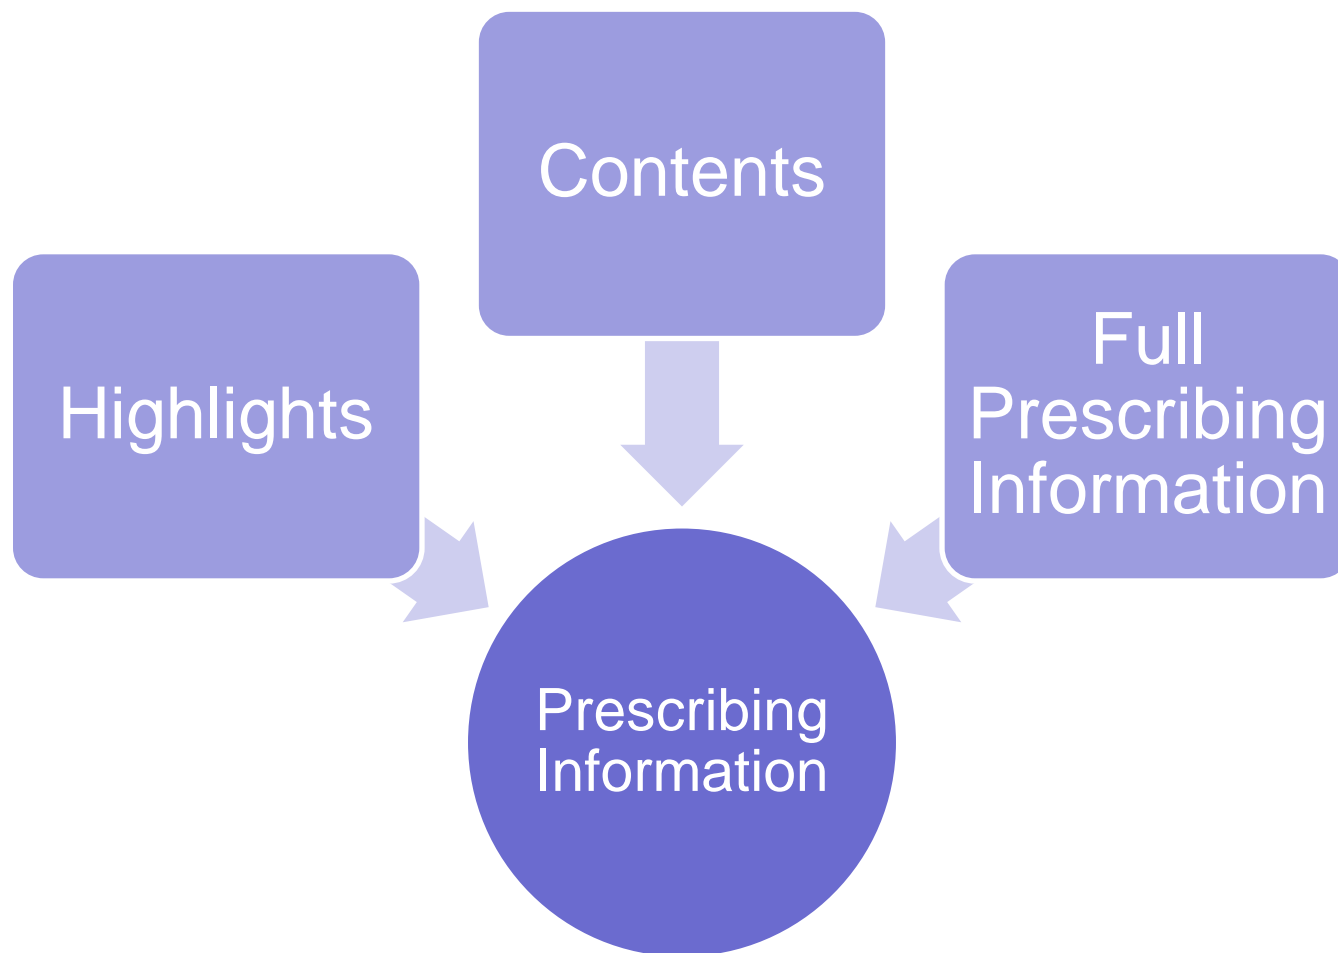 Contents
Highlights
Full
Prescribing
Information
Prescribing
Information